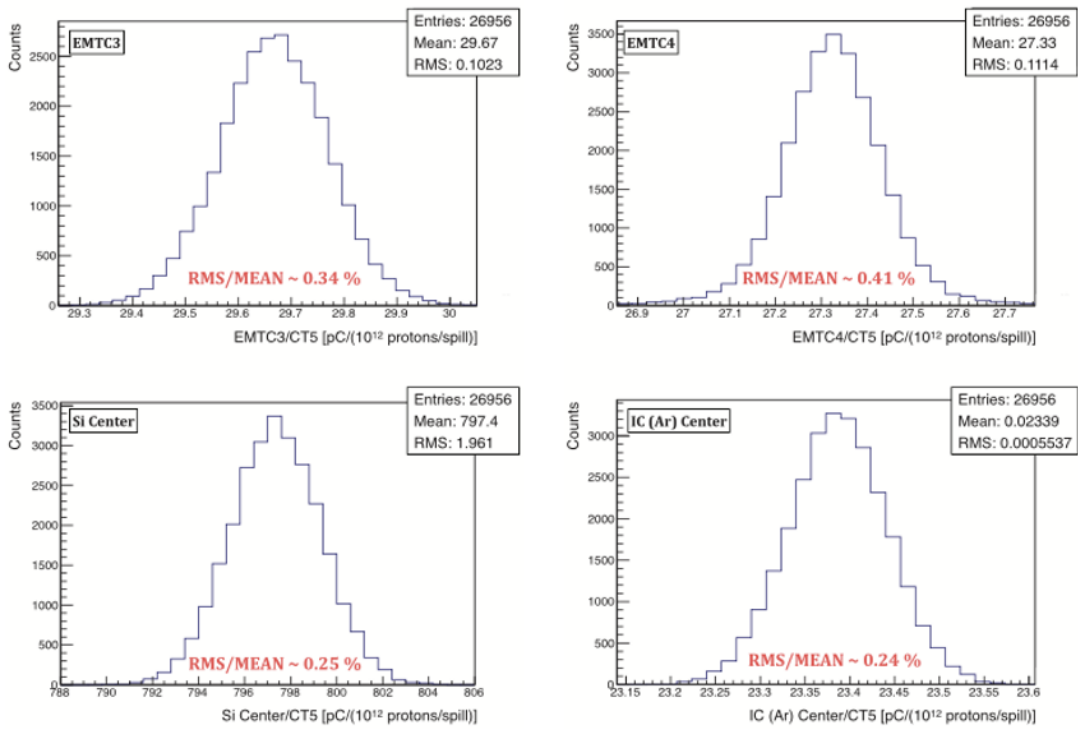 EMTC3
Entries: 26956
Mean: 29.67
RMS: 0.1023
Counts
2500
2000
1500
1000
500
0
RMS/MEAN ~ 0.34 %
29.3 29.4 29.5 29.6 29.7 29.8 29.9 30
EMTC3/CT5 [pC/(10¹² protons/spill)]
EMTC4
Entries: 26956
Mean: 27.33
RMS: 0.1114
Counts
3500
3000
2500
2000
1500
1000
500
0
RMS/MEAN ~ 0.41 %
26.9 27 27.1 27.2 27.3 27.4 27.5 27.6 27.7
EMTC4/CT5 [pC/(10¹² protons/spill)]
Si Center
Entries: 26956
Mean: 797.4
RMS: 1.961
Counts
3500
3000
2500
2000
1500
1000
500
0
RMS/MEAN ~ 0.25 %
788 790 792 794 796 798 800 802 804 806
Si Center/CT5 [pC/(10¹² protons/spill)]
IC (Ar) Center
Entries: 26956
Mean: 0.02339
RMS: 0.0005537
Counts
3000
2500
2000
1500
1000
500
0
RMS/MEAN ~ 0.24 %
23.15 23.2 23.25 23.3 23.35 23.4 23.45 23.5 23.55 23.6
IC (Ar) Center/CT5 [pC/(10¹² protons/spill)]